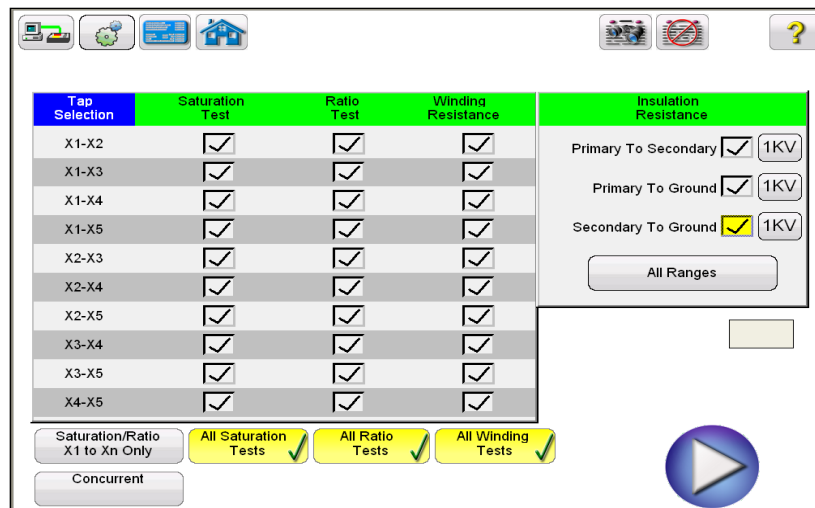 ?
Tap
Selection
Saturation
Test
Ratio
Test
Winding
Resistance
Insulation
Resistance
X1-X2
X1-X3
X1-X4
X1-X5
X2-X3
X2-X4
X2-X5
X3-X4
X3-X5
X4-X5
Primary To Secondary 1KV
Primary To Ground 1KV
Secondary To Ground 1KV
All Ranges
Saturation/Ratio
X1 to Xn Only
All Saturation
Tests
All Ratio
Tests
All Winding
Tests
Concurrent